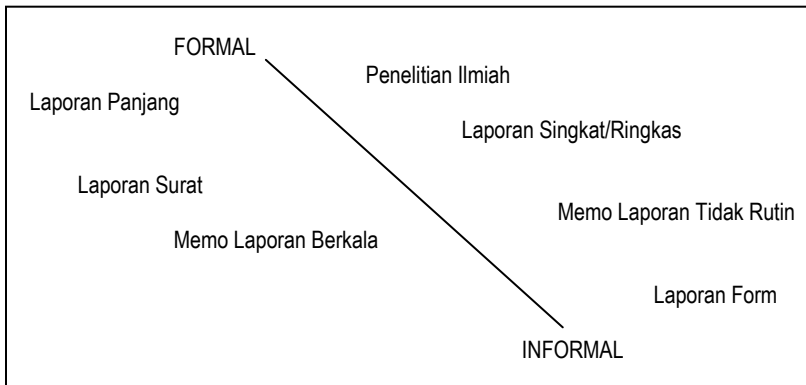 FORMAL
Penelitian Ilmiah
Laporan Panjang
Laporan Singkat/Ringkas
Laporan Surat
Memo Laporan Tidak Rutin
Memo Laporan Berkala
Laporan Form
INFORMAL